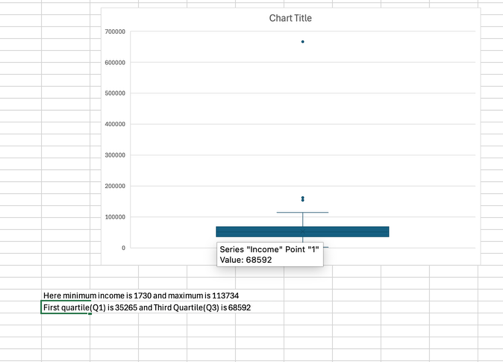 Chart Title
700000
600000
500000
400000
300000
200000
100000
0
Series "Income" Point "1"
Value: 68592
Here minimum income is 1730 and maximum is 113734
First quartile(Q1) is 35265 and Third Quartile(Q3) is 68592